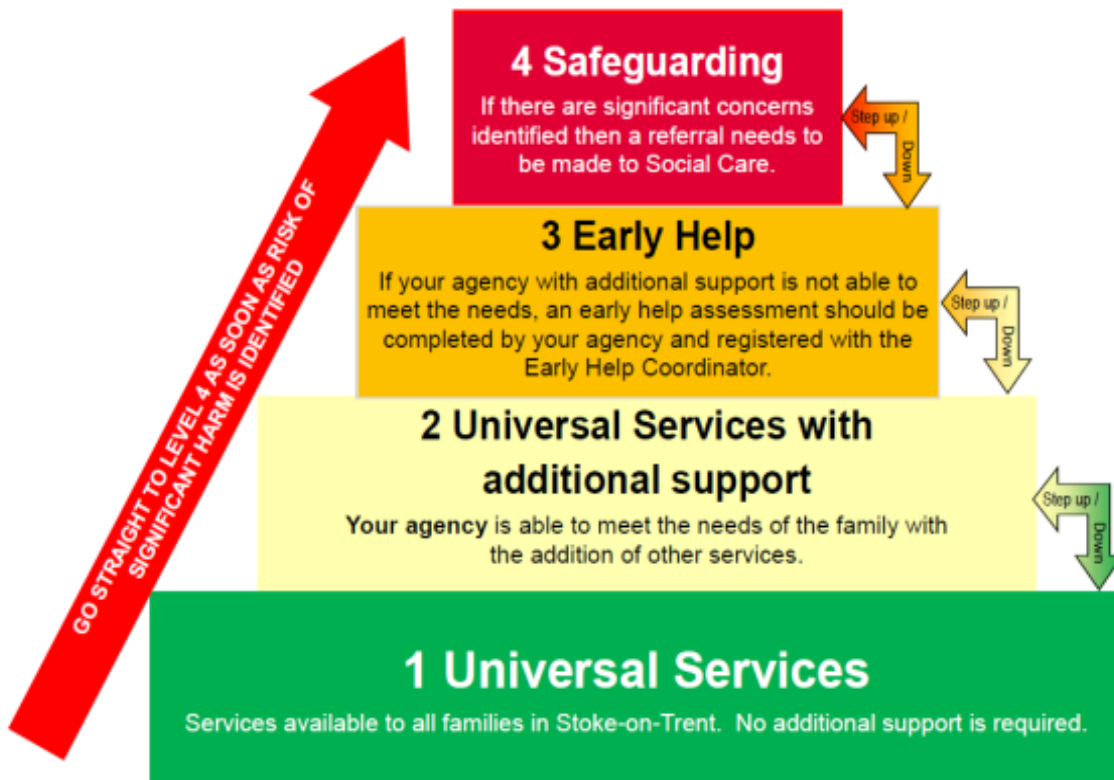 4 Safeguarding
If there are significant concerns
identified then a referral needs to
be made to Social Care.
Step up /
Down
3 Early Help
If your agency with additional support is not able to
meet the needs, an early help assessment should be
completed by your agency and registered with the
Early Help Coordinator.
Step up /
Down
2 Universal Services with
additional support
Your agency is able to meet the needs of the family with
the addition of other services.
Step up /
Down
1 Universal Services
Services available to all families in Stoke-on-Trent. No additional support is required.
GO STRAIGHT TO LEVEL 4 AS SOON AS RISK OF
SIGNIFICANT HARM IS IDENTIFIED